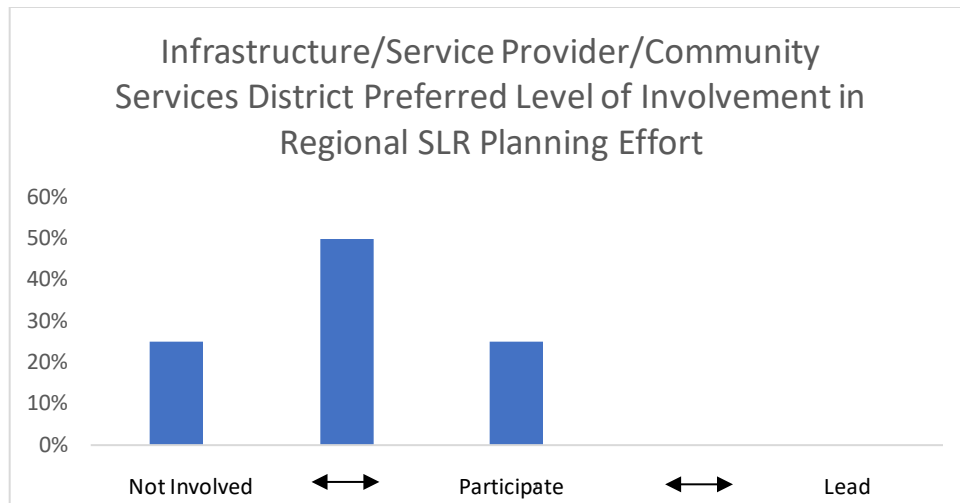 Infrastructure/Service Provider/Community
Services District Preferred Level of Involvement in
Regional SLR Planning Effort
60%
50%
40%
30%
20%
10%
0%
Not Involved Participate Lead